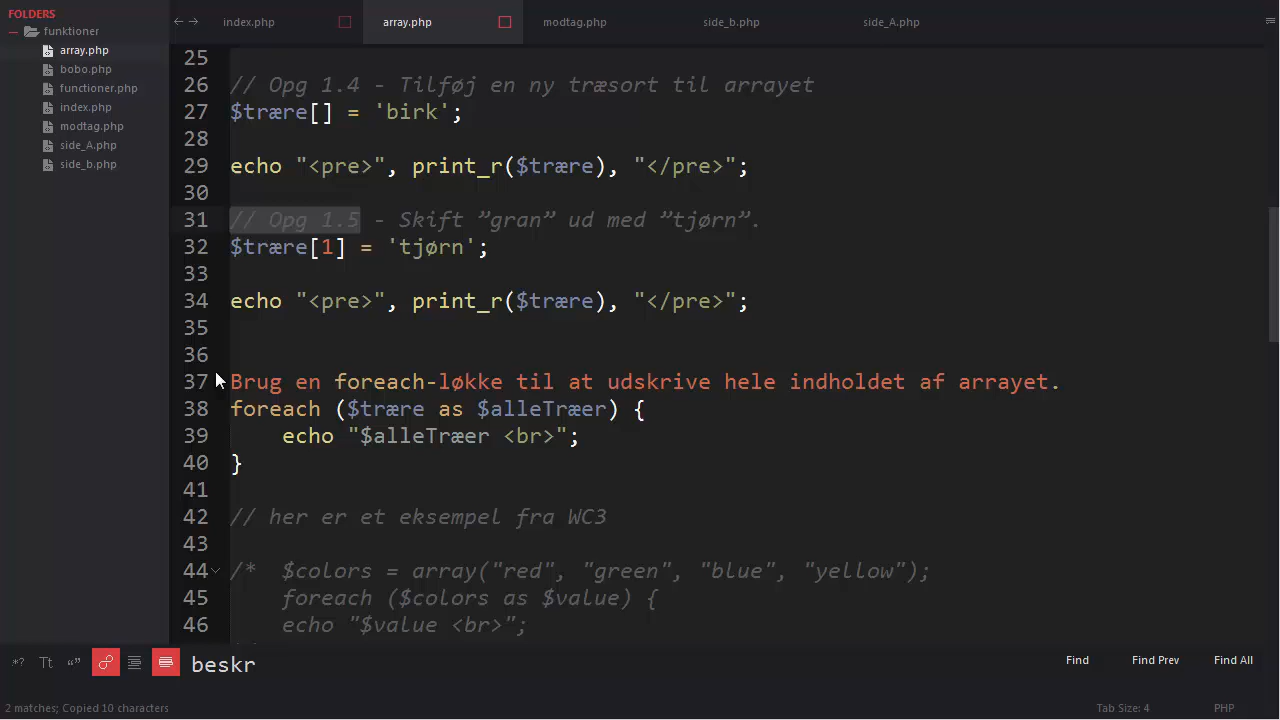 FOLDERS
funktioner
array.php
bobo.php
functioner.php
index.php
modtag.php
side_A.php
side_b.php
index.php array.php modtag.php side_b.php side_A.php
25
26 // Opg 1.4 - Tilføj en ny træsort til arrayet
27 $trære[] = 'birk';
28
29 echo "<pre>", print_r($trære), "</pre>";
30
31 // Opg 1.5 - Skift ”gran” ud med ”tjørn”.
32 $trære[1] = 'tjørn';
33
34 echo "<pre>", print_r($trære), "</pre>";
35
36
37 Brug en foreach-løkke til at udskrive hele indholdet af arrayet.
38 foreach ($trære as $alleTræer) {
39     echo "$alleTræer <br>";
40 }
41
42 // her er et eksempel fra WC3
43
44 /*  $colors = array("red", "green", "blue", "yellow");
45     foreach ($colors as $value) {
46     echo "$value <br>";
.* Tt “” beskr Find Find Prev Find All
2 matches; Copied 10 characters Tab Size: 4 PHP